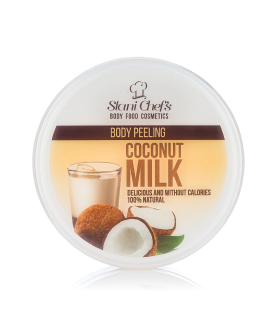 Stani Chef's
BODY FOOD COSMETICS
BODY PEELING
COCONUT
MILK
DELICIOUS AND WITHOUT CALORIES
100% NATURAL